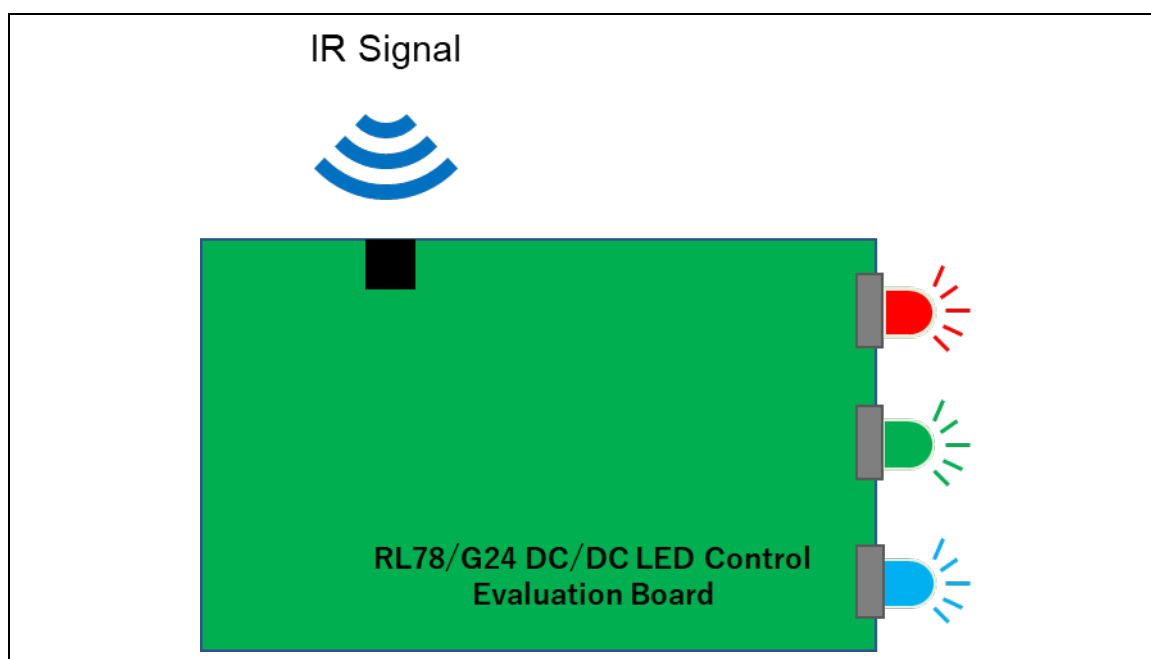 IR Signal
RL78/G24 DC/DC LED Control
Evaluation Board